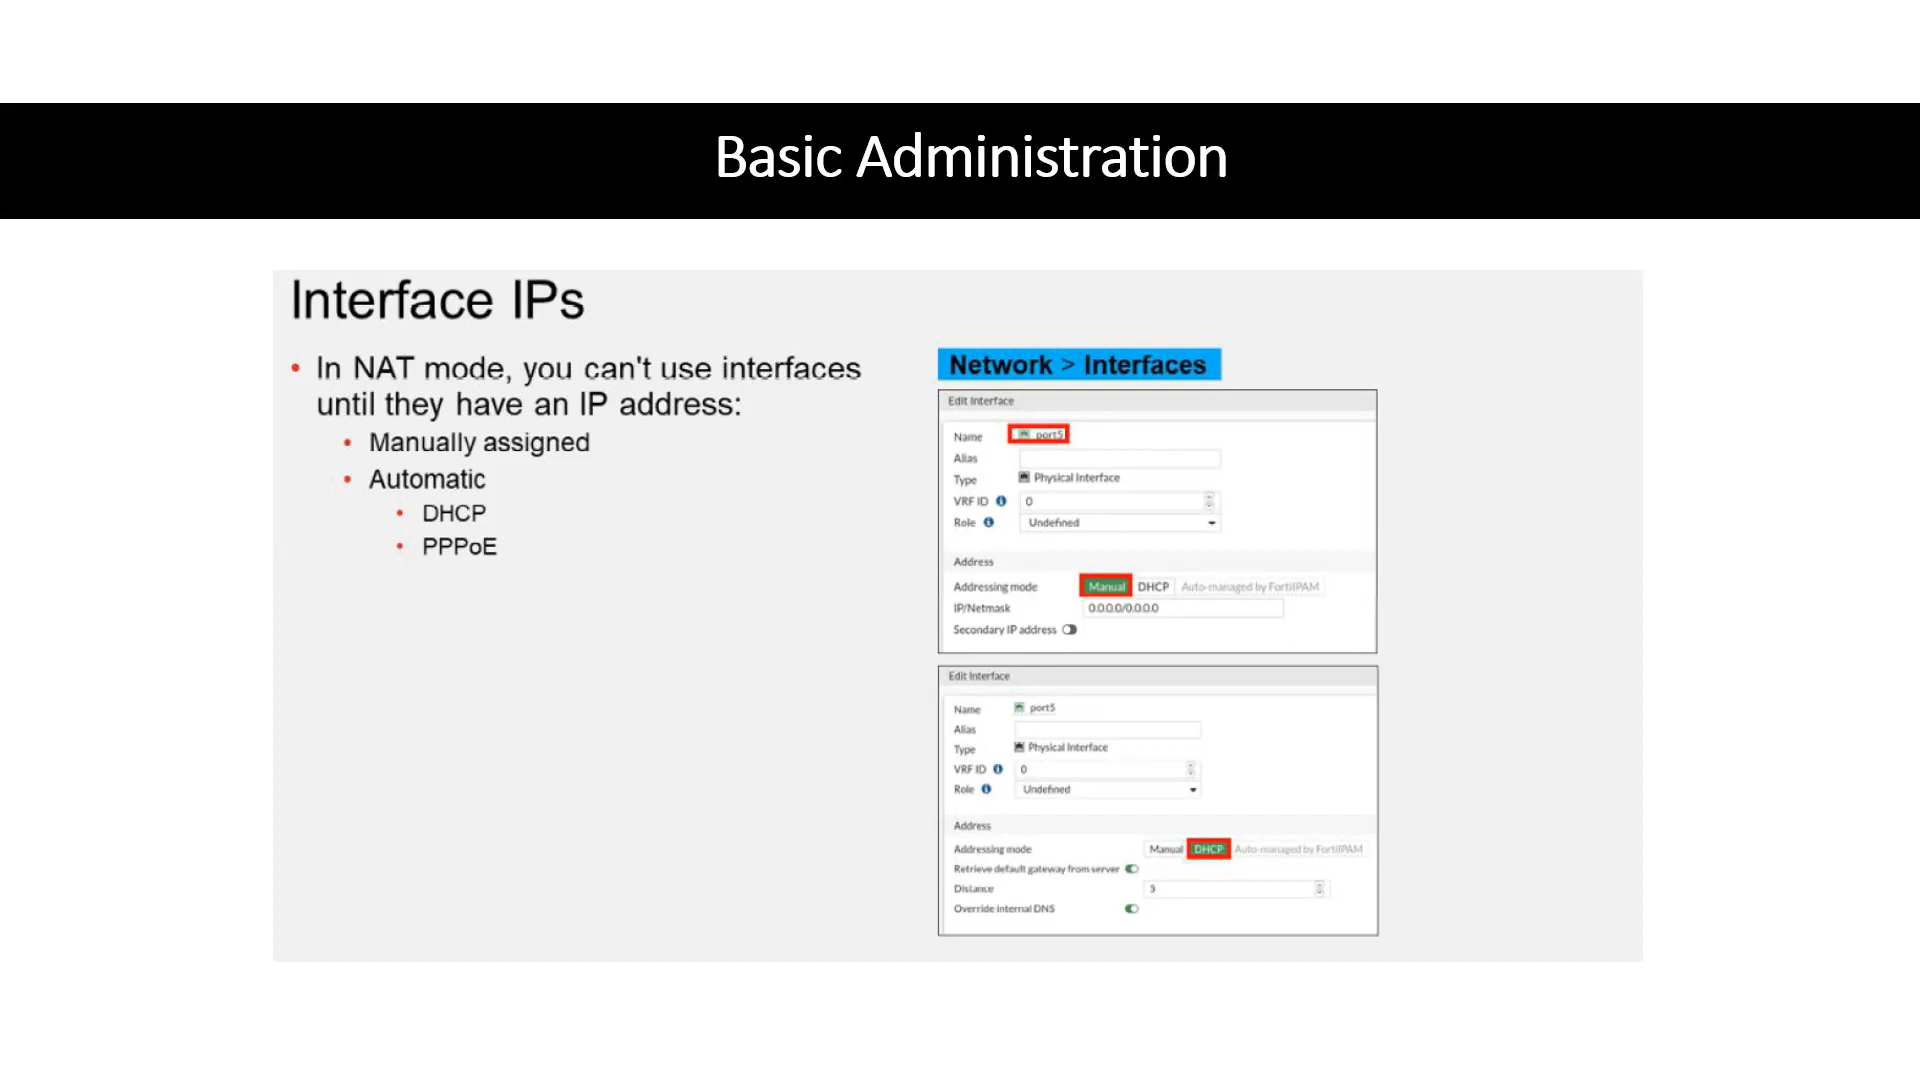 Basic Administration
Interface IPs
• In NAT mode, you can't use interfaces
until they have an IP address:
• Manually assigned
• Automatic
• DHCP
• PPPoE
Network > Interfaces
Edit Interface
Name port5
Alias
Type Physical Interface
VRF ID 0
Role Undefined
Address
Addressing mode Manual DHCP Auto-managed by FortiIPAM
IP/Netmask 0.0.0.0/0.0.0.0
Secondary IP address
Edit Interface
Name port5
Alias
Type Physical Interface
VRF ID 0
Role Undefined
Address
Addressing mode Manual DHCP Auto-managed by FortiIPAM
Retrieve default gateway from server
Distance 5
Override internal DNS